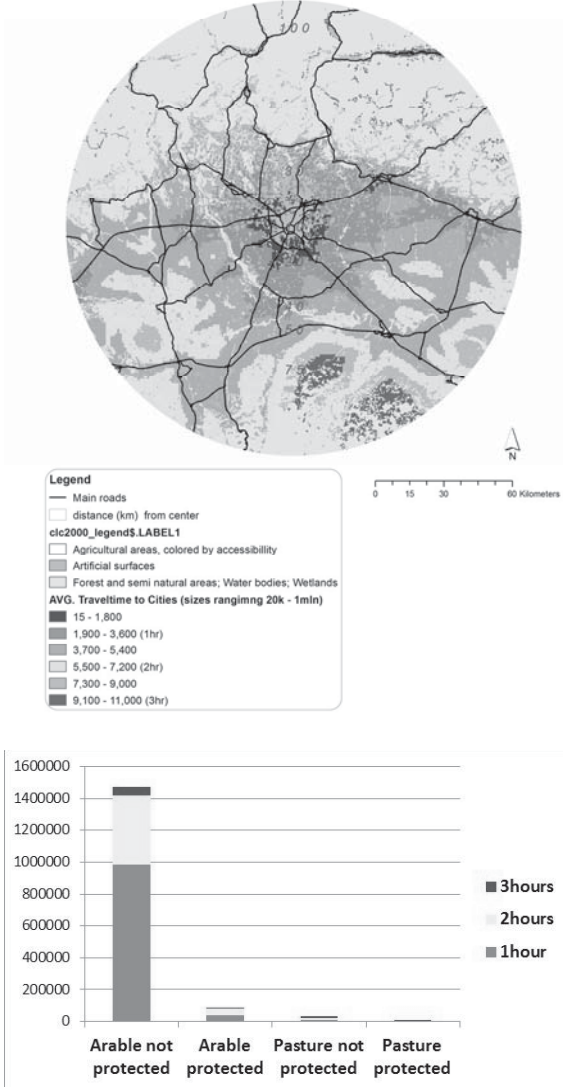 100
N
Legend
Main roads
distance (km) from center
clc2000_legend$.LABEL1
Agricultural areas, colored by accessibillity
Artificial surfaces
Forest and semi natural areas; Water bodies; Wetlands
AVG. Traveltime to Cities (sizes rangimng 20k - 1mln)
15 - 1,800
1,900 - 3,600 (1hr)
3,700 - 5,400
5,500 - 7,200 (2hr)
7,300 - 9,000
9,100 - 11,000 (3hr)
0 15 30 60 Kilometers
1600000
1400000
1200000
1000000
800000
600000
400000
200000
0
Arable not protected
Arable protected
Pasture not protected
Pasture protected
3hours
2hours
1hour